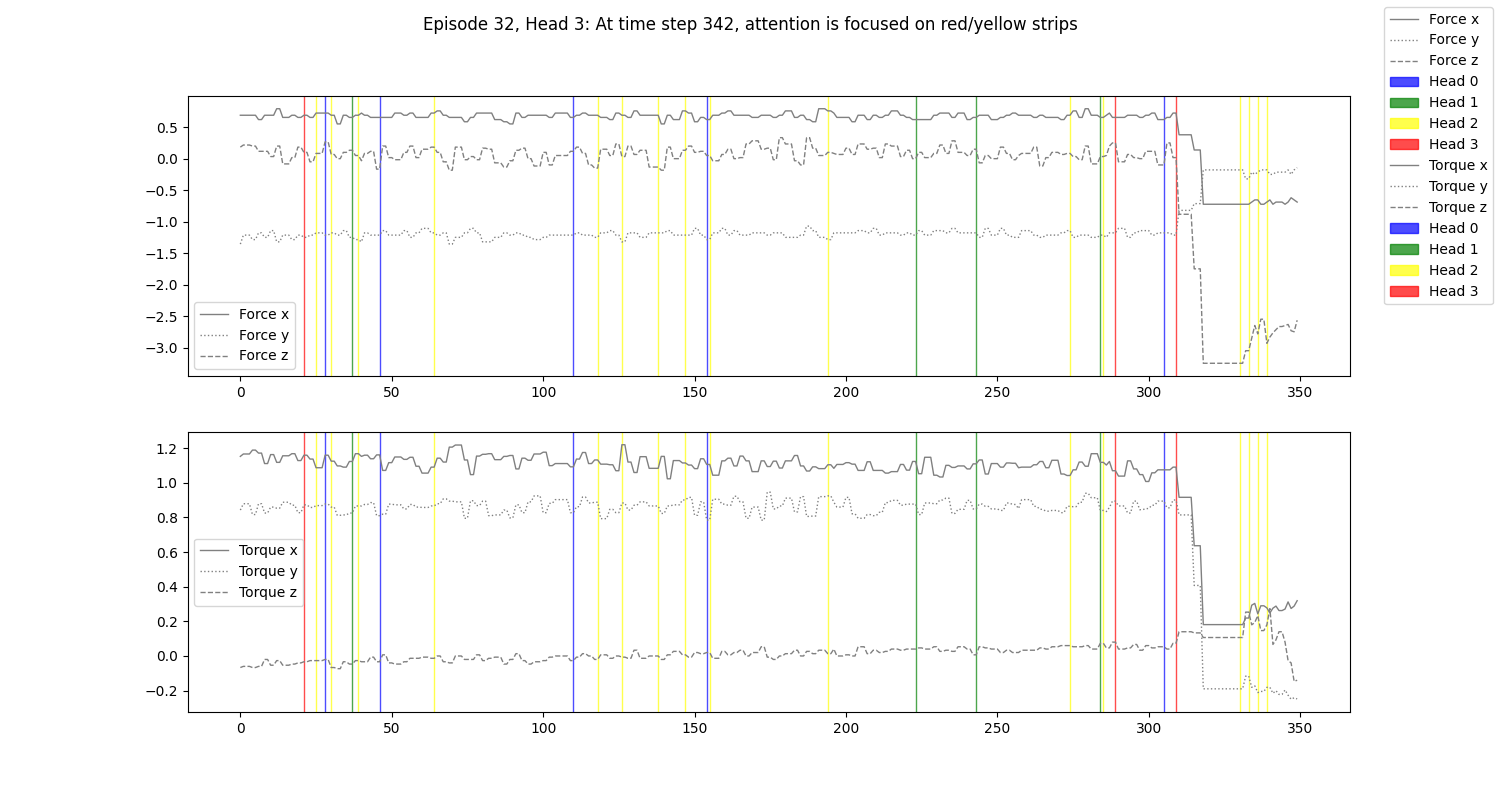 Episode 32, Head 3: At time step 342, attention is focused on red/yellow strips
Force x
Force y
Force z
Head 0
Head 1
Head 2
Head 3
Torque x
Torque y
Torque z
Head 0
Head 1
Head 2
Head 3
0.5
0.0
−0.5
−1.0
−1.5
−2.0
−2.5
−3.0
Force x
Force y
Force z
0 50 100 150 200 250 300 350
1.2
1.0
0.8
0.6
0.4
0.2
0.0
−0.2
Torque x
Torque y
Torque z
0 50 100 150 200 250 300 350